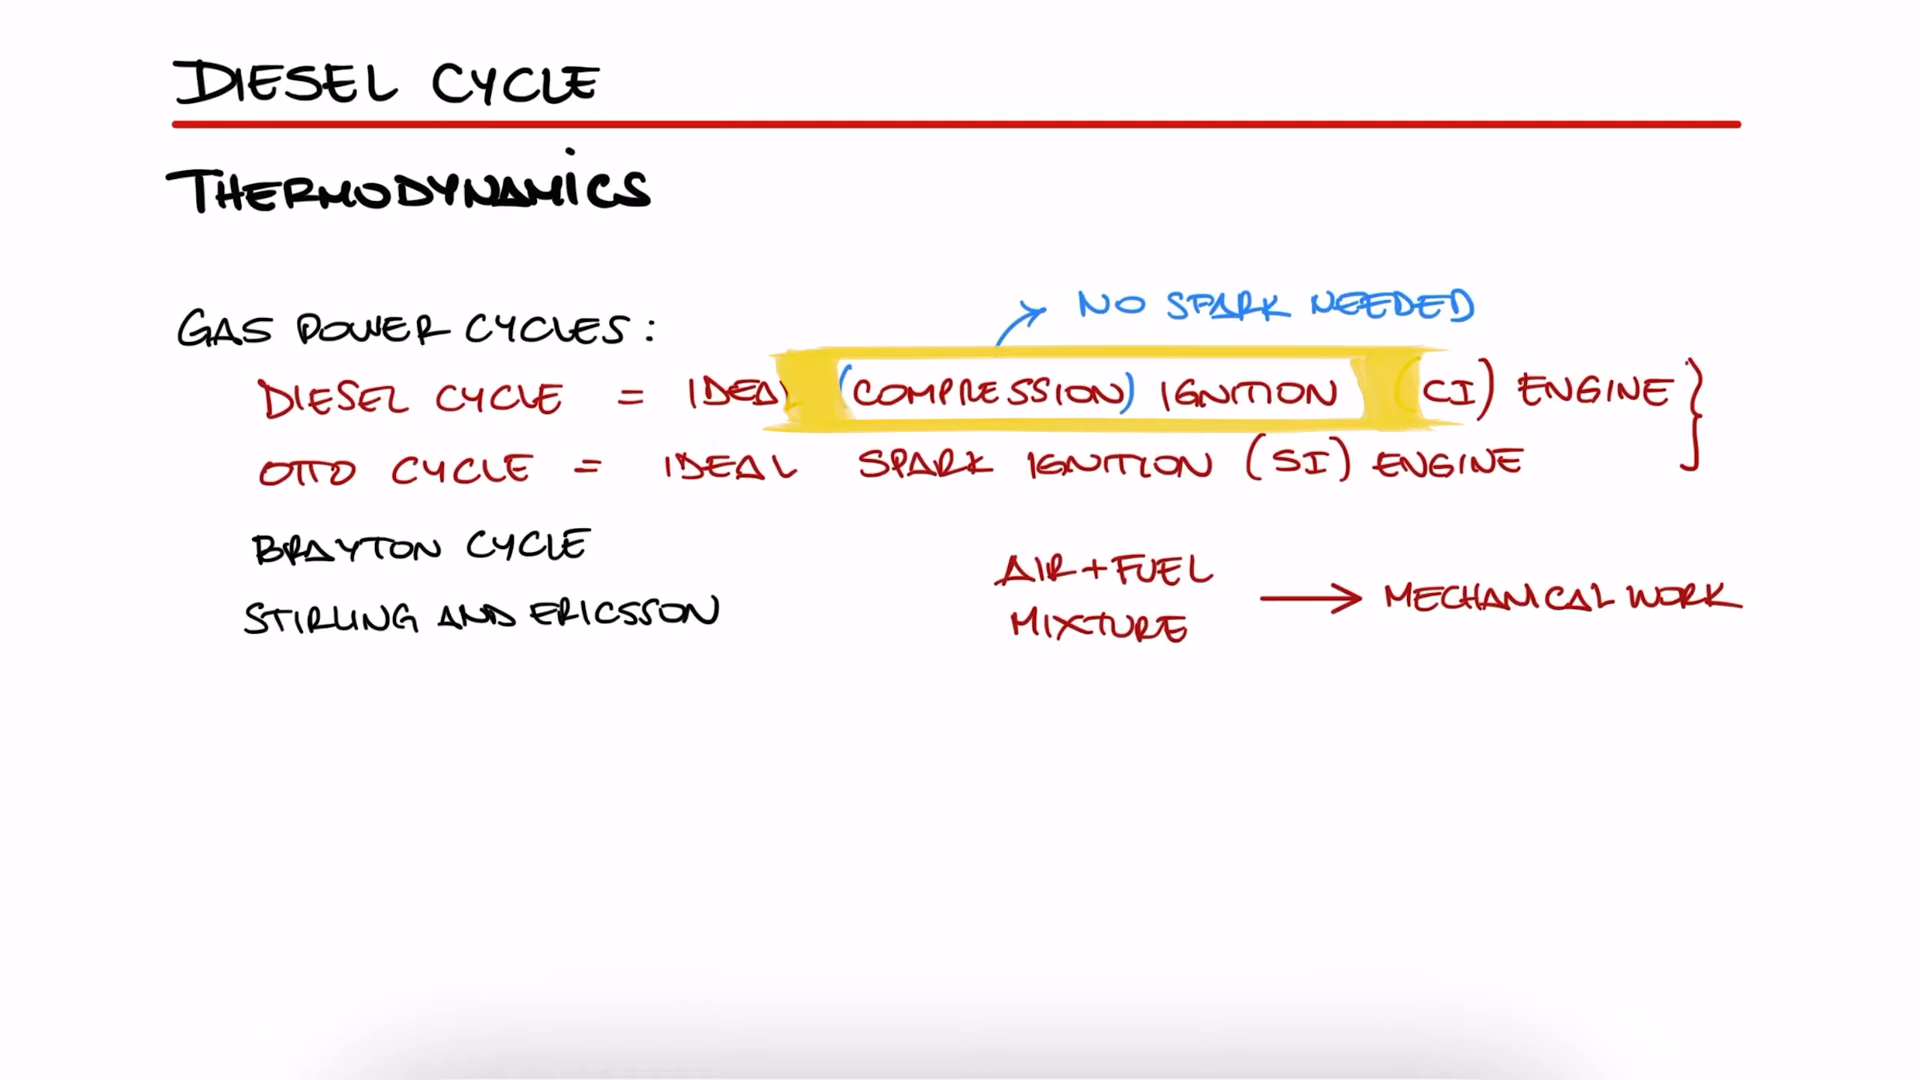 DIESEL CYCLE
THERMODYNAMICS
GAS POWER CYCLES:
NO SPARK NEEDED
DIESEL CYCLE = IDEAL (COMPRESSION) IGNITION (CI) ENGINE
OTTO CYCLE = IDEAL SPARK IGNITION (SI) ENGINE
BRAYTON CYCLE
STIRLING AND ERICSSON
AIR + FUEL
MIXTURE
→ MECHANICAL WORK